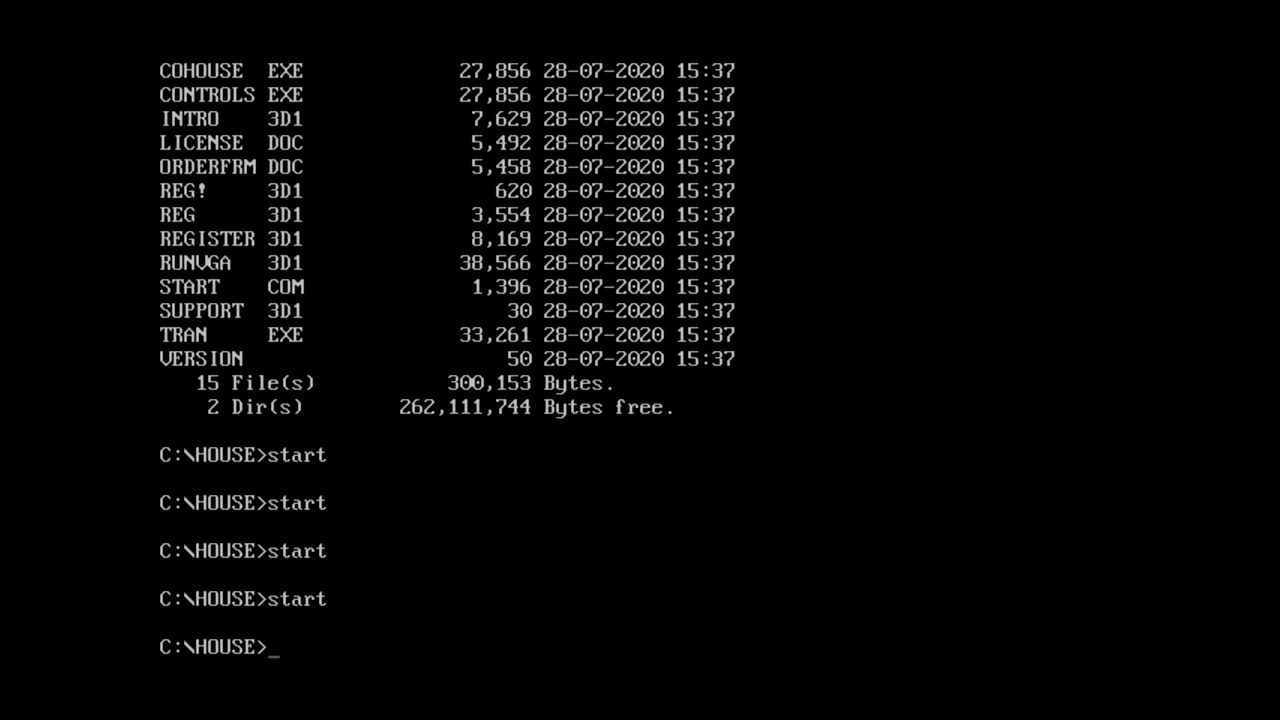 COHOUSE  EXE             27,856 28-07-2020 15:37
CONTROLS EXE             27,856 28-07-2020 15:37
INTRO    3D1              7,629 28-07-2020 15:37
LICENSE  DOC              5,492 28-07-2020 15:37
ORDERFRM DOC              5,458 28-07-2020 15:37
REG!     3D1                620 28-07-2020 15:37
REG      3D1              3,554 28-07-2020 15:37
REGISTER 3D1              8,169 28-07-2020 15:37
RUNVGA   3D1             38,566 28-07-2020 15:37
START    COM              1,396 28-07-2020 15:37
SUPPORT  3D1                 30 28-07-2020 15:37
TRAN     EXE             33,261 28-07-2020 15:37
VERSION                      50 28-07-2020 15:37
   15 File(s)           300,153 Bytes.
    2 Dir(s)        262,111,744 Bytes free.
C:\HOUSE>start
C:\HOUSE>start
C:\HOUSE>start
C:\HOUSE>start
C:\HOUSE>_